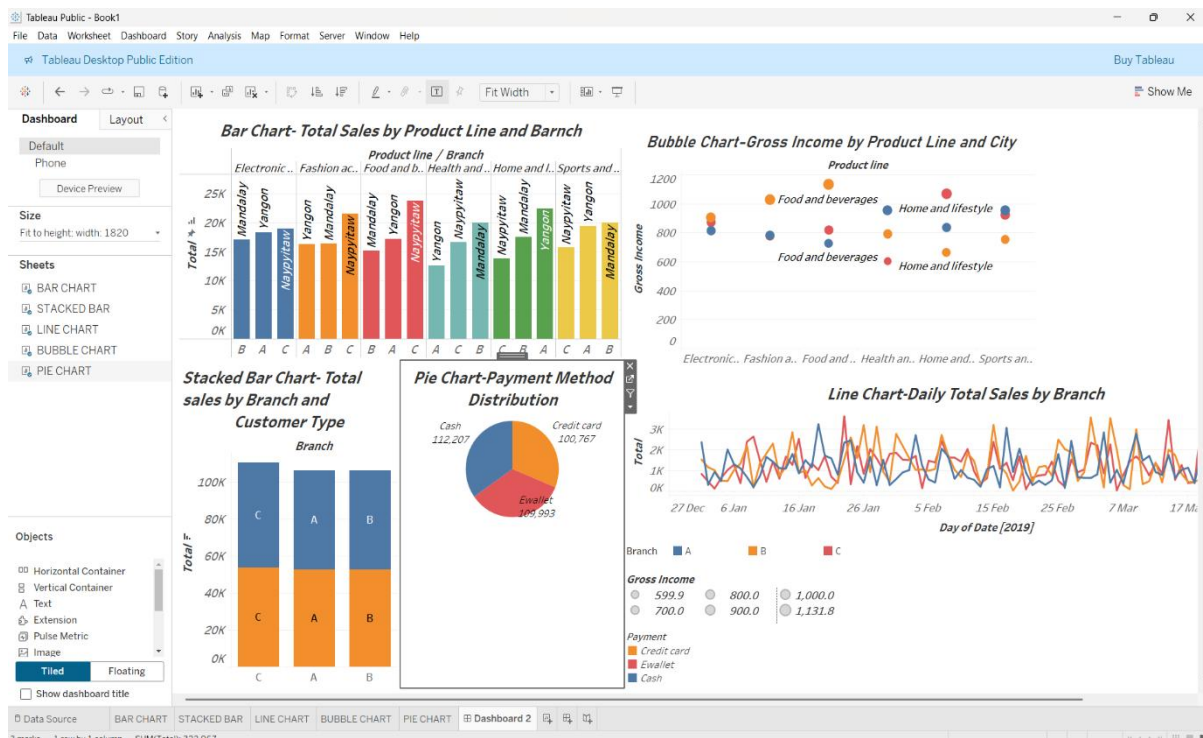 Tableau Public - Book1
File Data Worksheet Dashboard Story Analysis Map Format Server Window Help
Tableau Desktop Public Edition
Buy Tableau
Fit Width
Show Me
Dashboard Layout
Default
Phone
Device Preview
Size
Fit to height: width: 1820
Sheets
BAR CHART
STACKED BAR
LINE CHART
BUBBLE CHART
PIE CHART
Objects
Horizontal Container
Vertical Container
Text
Extension
Pulse Metric
Image
Tiled Floating
Show dashboard title
Bar Chart- Total Sales by Product Line and Barnch
Product line / Branch
Electronic .. Fashion ac.. Food and b.. Health and .. Home and l.. Sports and ..
25K
20K
15K
10K
5K
0K
Total
Mandalay Yangon Naypyitaw Yangon Mandalay Naypyitaw Mandalay Yangon Naypyitaw Yangon Naypyitaw Mandalay Naypyitaw Mandalay Yangon Naypyitaw Yangon Mandalay
B A C A B C B A C A C B C B A C A B
Bubble Chart-Gross Income by Product Line and City
Product line
1200
1000
800
600
400
200
0
Gross Income
Food and beverages
Home and lifestyle
Food and beverages
Home and lifestyle
Electronic.. Fashion a.. Food and .. Health an.. Home and.. Sports an..
Stacked Bar Chart- Total
sales by Branch and
Customer Type
Branch
100K
80K
60K
40K
20K
0K
Total
C A B
C A B
C A B
Pie Chart-Payment Method
Distribution
Cash
112,207
Credit card
100,767
Ewallet
109,993
Line Chart-Daily Total Sales by Branch
3K
2K
1K
0K
Total
27 Dec 6 Jan 16 Jan 26 Jan 5 Feb 15 Feb 25 Feb 7 Mar 17 Ma
Day of Date [2019]
Branch A B C
Gross Income
599.9 800.0 1,000.0
700.0 900.0 1,131.8
Payment
Credit card
Ewallet
Cash
Data Source BAR CHART STACKED BAR LINE CHART BUBBLE CHART PIE CHART Dashboard 2